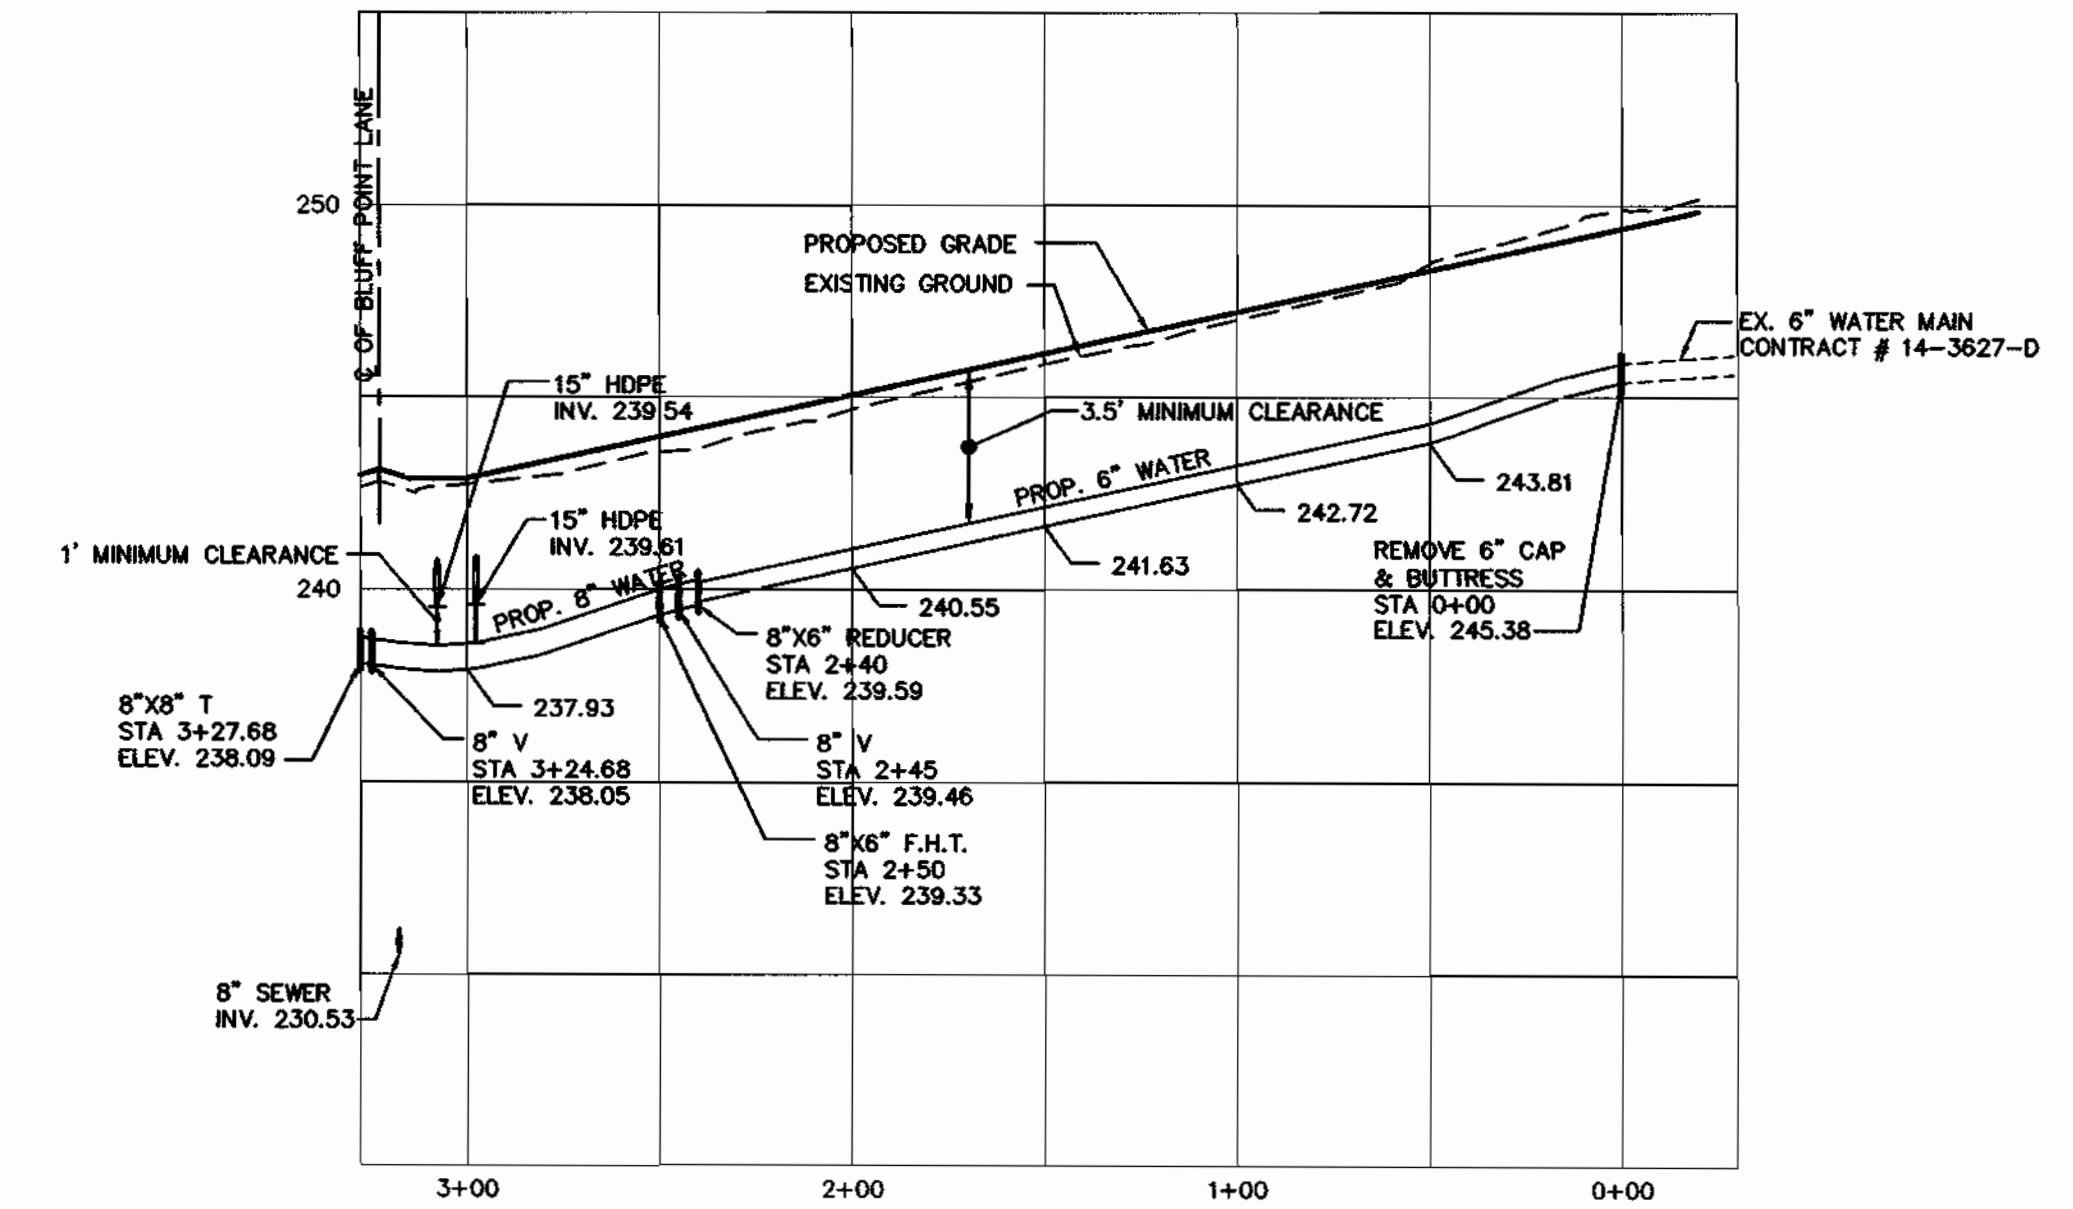 ℄ OF BLUFF POINT LANE
250
PROPOSED GRADE
EXISTING GROUND
EX. 6" WATER MAIN
CONTRACT # 14-3627-D
15" HDPE
INV. 239.54
3.5' MINIMUM CLEARANCE
PROP. 6" WATER
243.81
242.72
15" HDPE
INV. 239.61
1' MINIMUM CLEARANCE
241.63
REMOVE 6" CAP
& BUTTRESS
STA 0+00
ELEV. 245.38
240
PROP. 8" WATER
240.55
8"X6" REDUCER
STA 2+40
ELEV. 239.59
237.93
8"X8" T
STA 3+27.68
ELEV. 238.09
8" V
STA 3+24.68
ELEV. 238.05
8" V
STA 2+45
ELEV. 239.46
8"X6" F.H.T.
STA 2+50
ELEV. 239.33
8" SEWER
INV. 230.53
3+00
2+00
1+00
0+00